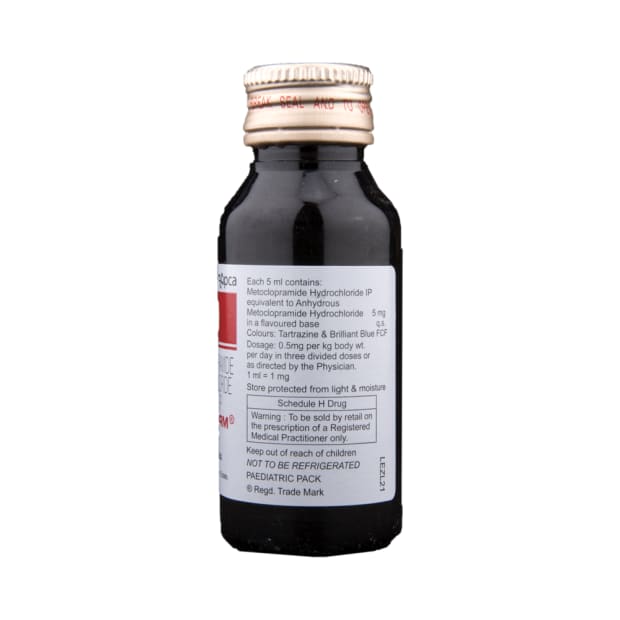 BREAK SEAL AND TO
pca
Each 5 ml contains:
Metoclopramide Hydrochloride IP
equivalent to Anhydrous
Metoclopramide Hydrochloride 5 mg
in a flavoured base q.s.
Colours: Tartrazine & Brilliant Blue FCF
Dosage: 0.5mg per kg body wt.
per day in three divided doses or
as directed by the Physician.
1 ml = 1 mg
Store protected from light & moisture
Schedule H Drug
Warning : To be sold by retail on
the prescription of a Registered
Medical Practitioner only.
Keep out of reach of children
NOT TO BE REFRIGERATED
PAEDIATRIC PACK
® Regd. Trade Mark
LEZL21